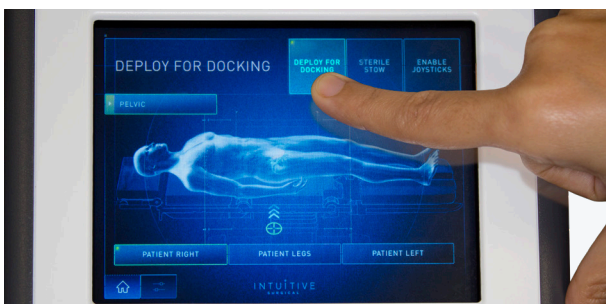 DEPLOY FOR DOCKING
DEPLOY FOR
DOCKING
STERILE
STOW
ENABLE
JOYSTICKS
PELVIC
PATIENT RIGHT
PATIENT LEGS
PATIENT LEFT
INTUITIVE
SURGICAL